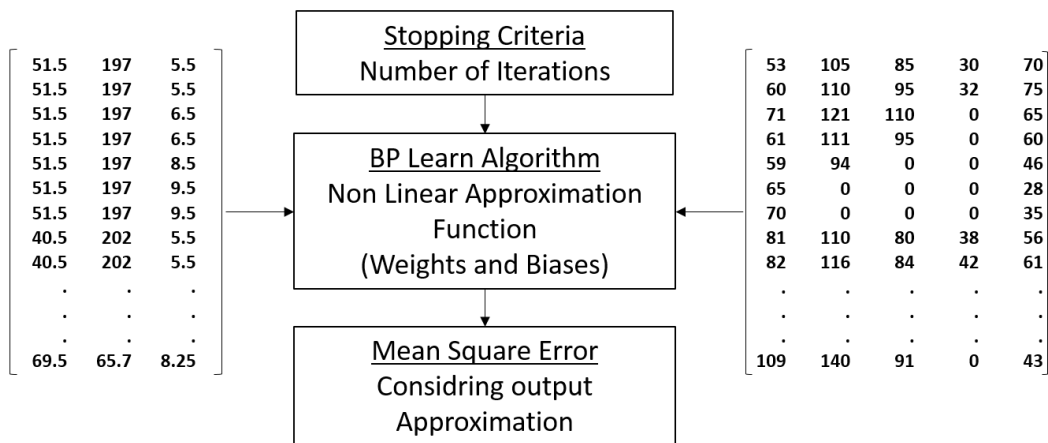 Stopping Criteria
Number of Iterations
51.5 197 5.5
51.5 197 5.5
51.5 197 6.5
51.5 197 6.5
51.5 197 8.5
51.5 197 9.5
51.5 197 9.5
40.5 202 5.5
40.5 202 5.5
. . .
. . .
. . .
69.5 65.7 8.25
BP Learn Algorithm
Non Linear Approximation
Function
(Weights and Biases)
53 105 85 30 70
60 110 95 32 75
71 121 110 0 65
61 111 95 0 60
59 94 0 0 46
65 0 0 0 28
70 0 0 0 35
81 110 80 38 56
82 116 84 42 61
. . . . .
. . . . .
. . . . .
109 140 91 0 43
Mean Square Error
Considring output
Approximation